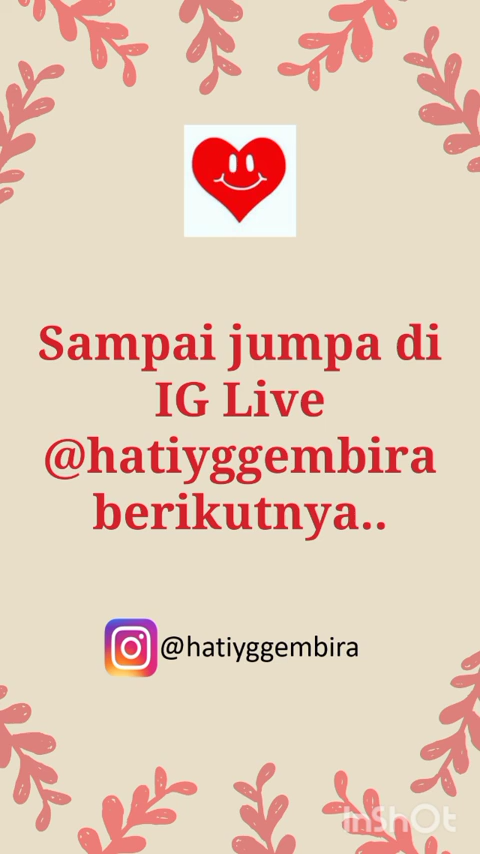 Sampai jumpa di
IG Live
@hatiyggembira
berikutnya..
@hatiyggembira
InShOt